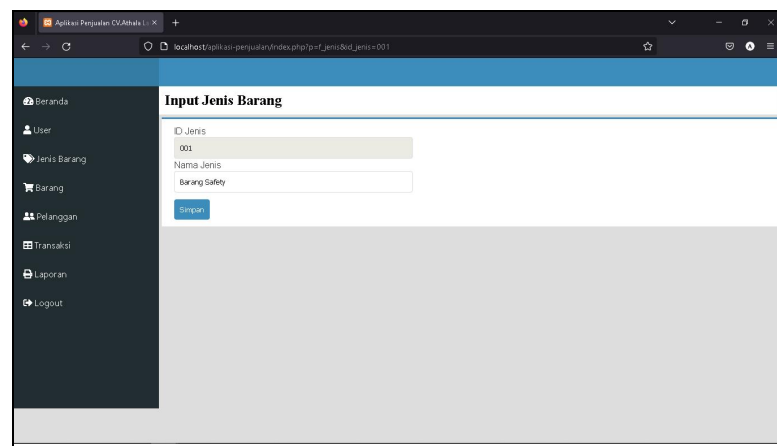 Aplikasi Penjualan CV.Athala La
localhost/aplikasi-penjualan/index.php?p=f_jenis&id_jenis=001
Beranda
User
Jenis Barang
Barang
Pelanggan
Transaksi
Laporan
Logout
Input Jenis Barang
ID Jenis
001
Nama Jenis
Barang Safety
Simpan